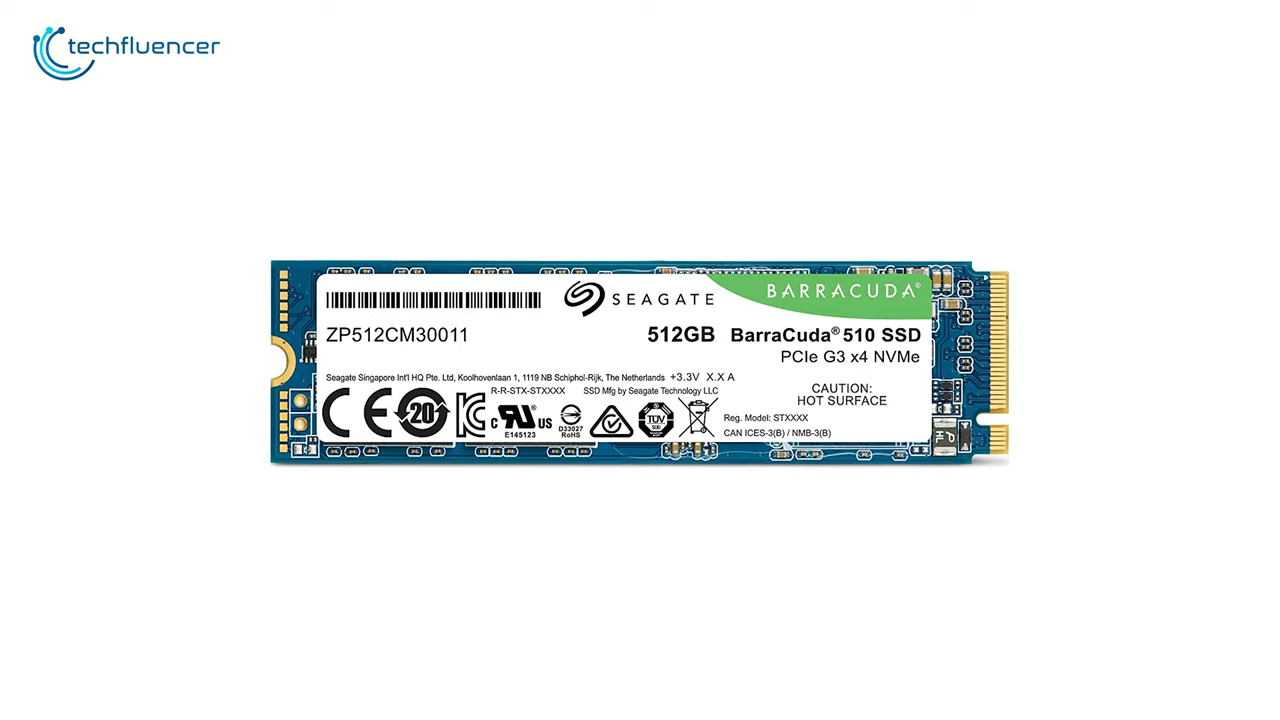 techfluencer
SEAGATE
BARRACUDA®
ZP512CM30011
512GB BarraCuda® 510 SSD
PCIe G3 x4 NVMe
Seagate Singapore Int'l HQ Pte. Ltd, Koolhovenlaan 1, 1119 NB Schiphol-Rijk, The Netherlands +3.3V X.X A
R-R-STX-STXXXX SSD Mfg by Seagate Technology LLC
CAUTION:
HOT SURFACE
CE 20 c ® US
E145123
D33027
RoHS
TÜV
SÜD
Reg. Model: STXXXX
CAN ICES-3(B) / NMB-3(B)